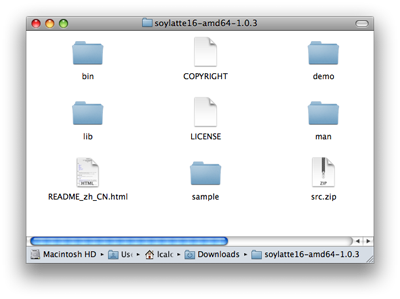 soylatte16-amd64-1.0.3
bin COPYRIGHT demo
lib LICENSE man
HTML ZIP
README_zh_CN.html sample src.zip
Macintosh HD ▸ Use ▸ lcalc ▸ Downloads ▸ soylatte16-amd64-1.0.3